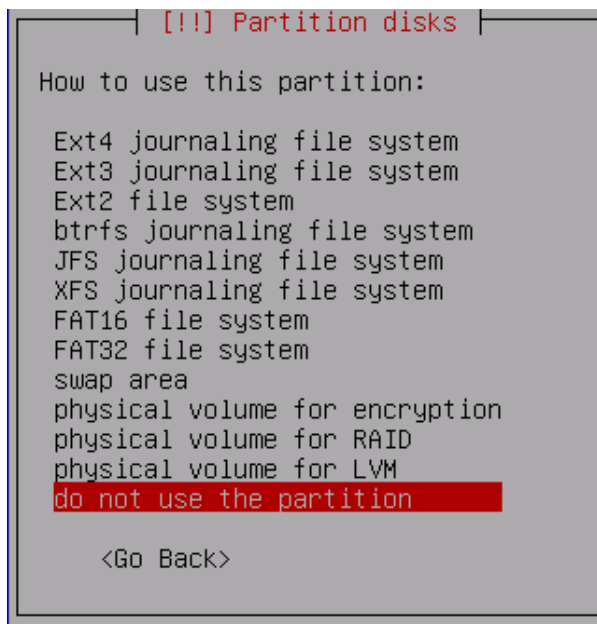 [!!] Partition disks
How to use this partition:
Ext4 journaling file system
Ext3 journaling file system
Ext2 file system
btrfs journaling file system
JFS journaling file system
XFS journaling file system
FAT16 file system
FAT32 file system
swap area
physical volume for encryption
physical volume for RAID
physical volume for LVM
do not use the partition
<Go Back>